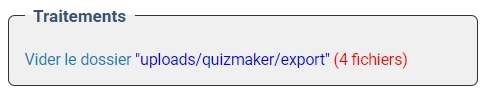 Traitements
Vider le dossier "uploads/quizmaker/export" (4 fichiers)